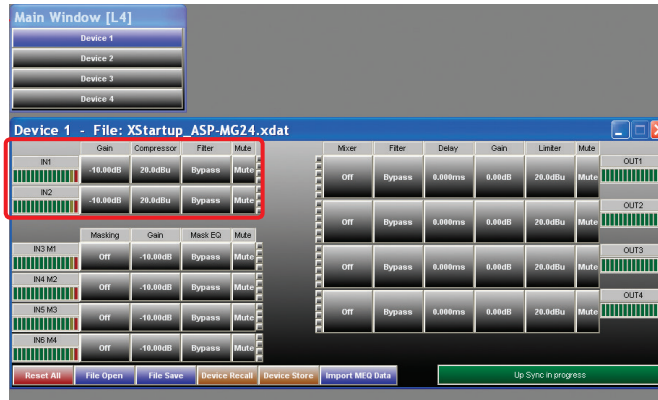 Main Window [L4]
Device 1
Device 2
Device 3
Device 4
Device 1 - File: XStartup_ASP-MG24.xdat
Gain Compressor Filter Mute
IN1 -10.00dB 20.0dBu Bypass Mute
IN2 -10.00dB 20.0dBu Bypass Mute
Masking Gain Mask EQ Mute
IN3 M1 Off -10.00dB Bypass Mute
IN4 M2 Off -10.00dB Bypass Mute
IN5 M3 Off -10.00dB Bypass Mute
IN6 M4 Off -10.00dB Bypass Mute
Mixer Filter Delay Gain Limiter Mute
Off Bypass 0.000ms 0.00dB 20.0dBu Mute OUT1
Off Bypass 0.000ms 0.00dB 20.0dBu Mute OUT2
Off Bypass 0.000ms 0.00dB 20.0dBu Mute OUT3
Off Bypass 0.000ms 0.00dB 20.0dBu Mute OUT4
Reset All File Open File Save Device Recall Device Store Import MEQ Data Up Sync in progress